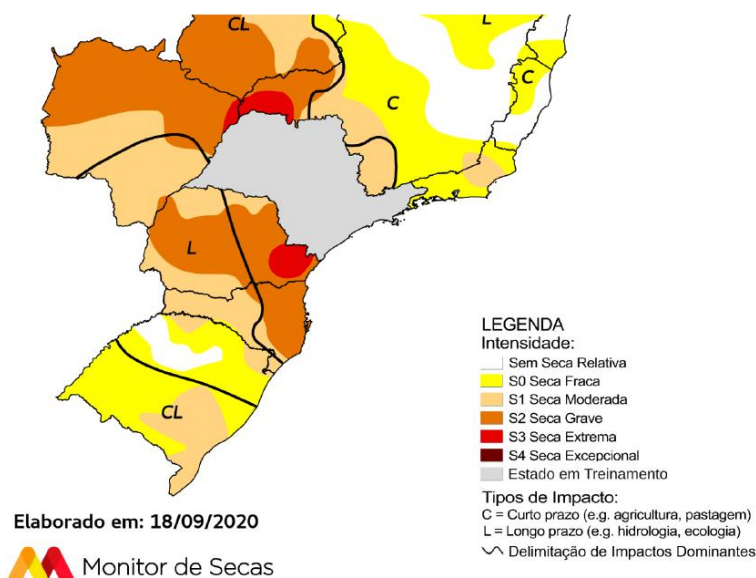 CL
L
C
C
L
CL
LEGENDA
Intensidade:
Sem Seca Relativa
S0 Seca Fraca
S1 Seca Moderada
S2 Seca Grave
S3 Seca Extrema
S4 Seca Excepcional
Estado em Treinamento
Tipos de Impacto:
C = Curto prazo (e.g. agricultura, pastagem)
L = Longo prazo (e.g. hidrologia, ecologia)
Delimitação de Impactos Dominantes
Elaborado em: 18/09/2020
Monitor de Secas